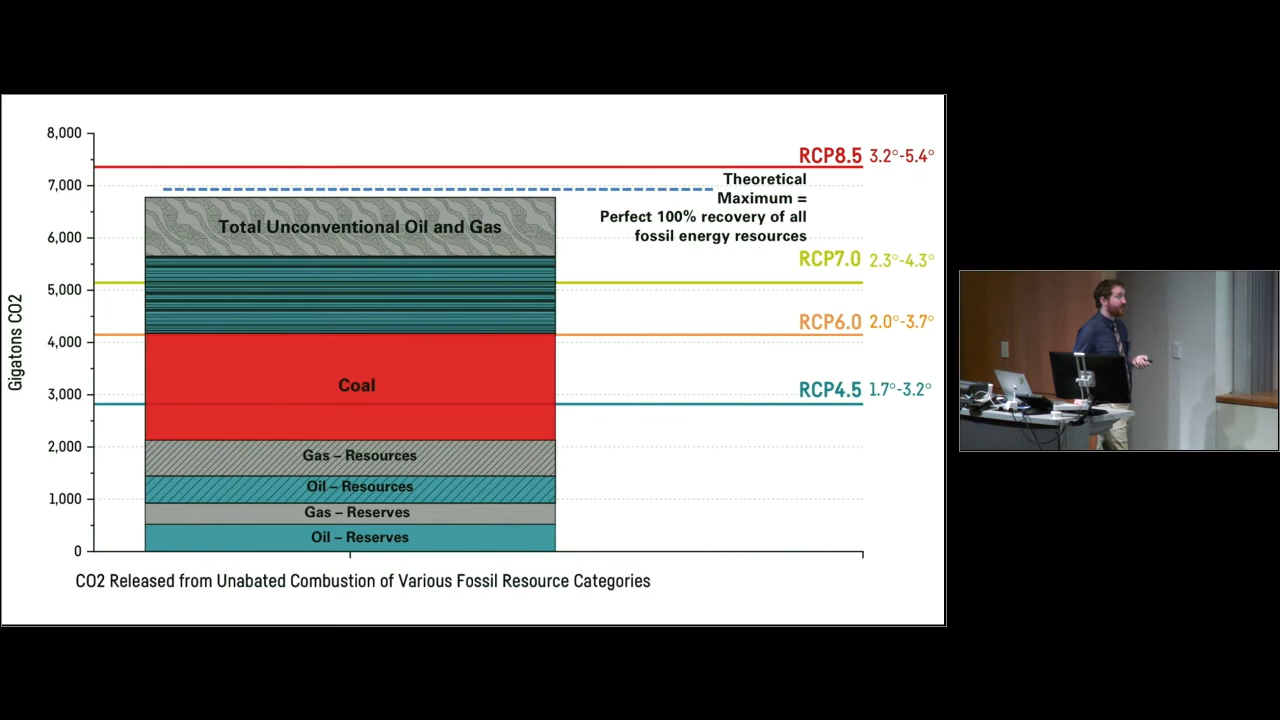 8,000
7,000
6,000
5,000
4,000
3,000
2,000
1,000
0
Gigatons CO2
RCP8.5 3.2°-5.4°
Theoretical
Maximum =
Perfect 100% recovery of all
fossil energy resources
RCP7.0 2.3°-4.3°
RCP6.0 2.0°-3.7°
RCP4.5 1.7°-3.2°
Total Unconventional Oil and Gas
Coal
Gas – Resources
Oil – Resources
Gas – Reserves
Oil – Reserves
CO2 Released from Unabated Combustion of Various Fossil Resource Categories